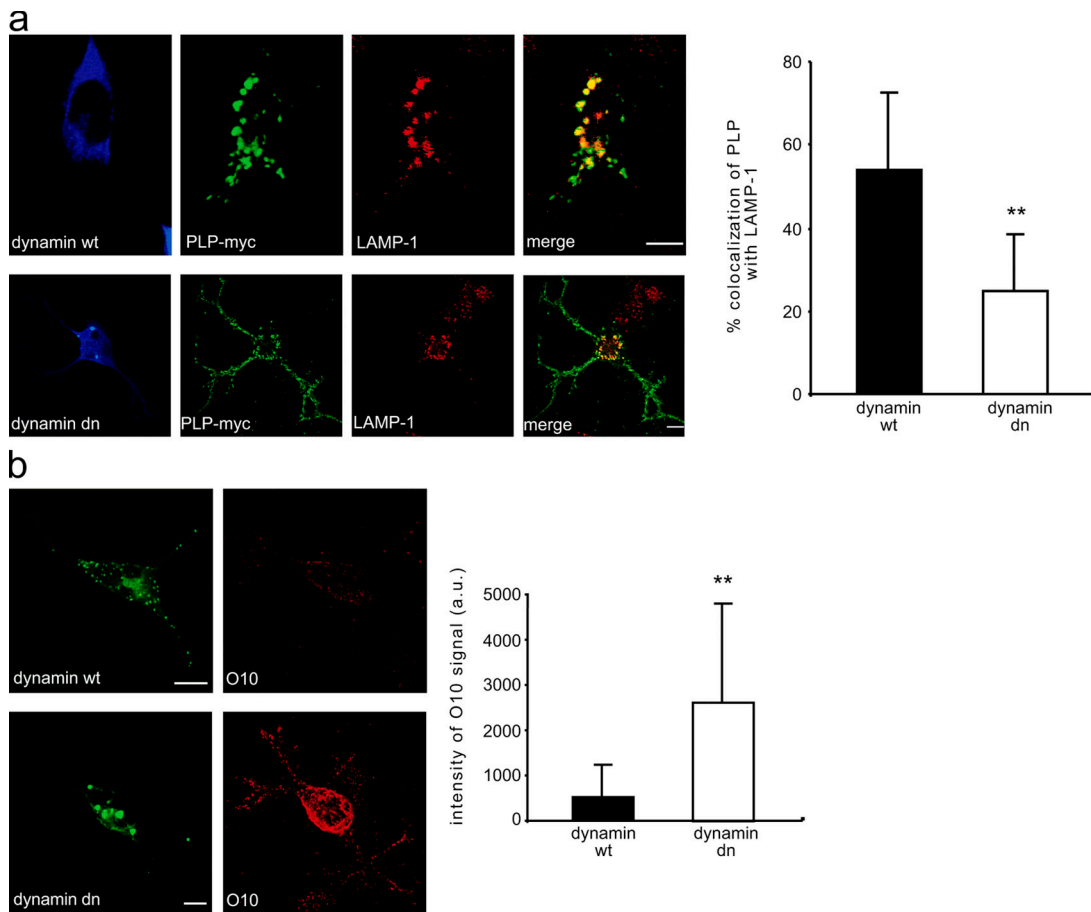 a
dynamin wt
PLP-myc
LAMP-1
merge
dynamin dn
PLP-myc
LAMP-1
merge
% colocalization of PLP
with LAMP-1
80
60
40
20
0
**
dynamin
wt
dynamin
dn
b
dynamin wt
O10
dynamin dn
O10
intensity of O10 signal (a.u.)
5000
4000
3000
2000
1000
0
**
dynamin
wt
dynamin
dn